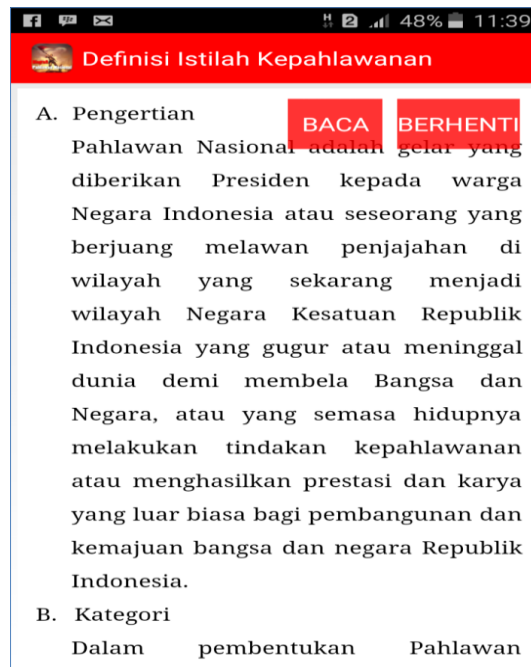 H 2 48% 11:39
Definisi Istilah Kepahlawanan
A. Pengertian
BACA BERHENTI
Pahlawan Nasional adalah gelar yang
diberikan Presiden kepada warga
Negara Indonesia atau seseorang yang
berjuang melawan penjajahan di
wilayah yang sekarang menjadi
wilayah Negara Kesatuan Republik
Indonesia yang gugur atau meninggal
dunia demi membela Bangsa dan
Negara, atau yang semasa hidupnya
melakukan tindakan kepahlawanan
atau menghasilkan prestasi dan karya
yang luar biasa bagi pembangunan dan
kemajuan bangsa dan negara Republik
Indonesia.
B. Kategori
Dalam pembentukan Pahlawan